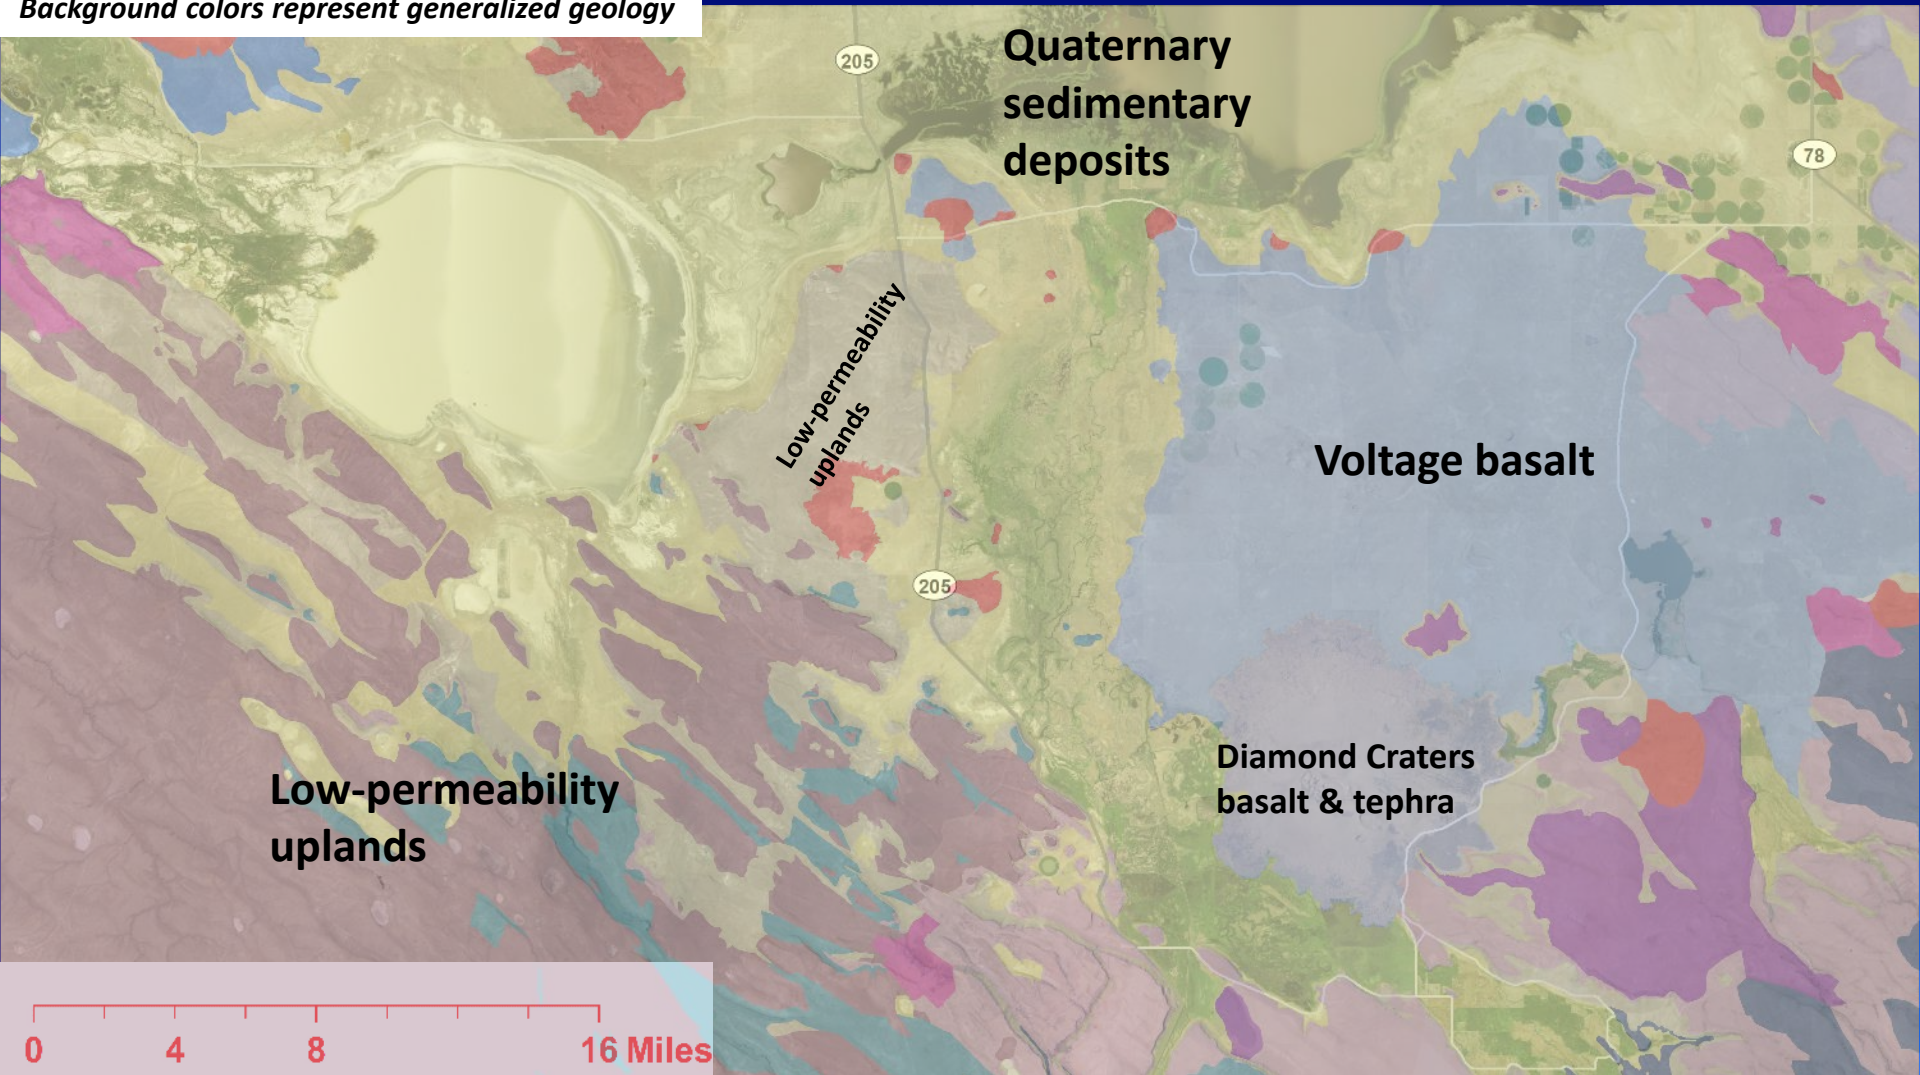 Background colors represent generalized geology
205
Quaternary
sedimentary
deposits
78
Low-permeability
uplands
Voltage basalt
205
Diamond Craters
basalt & tephra
Low-permeability
uplands
0 4 8 16 Miles